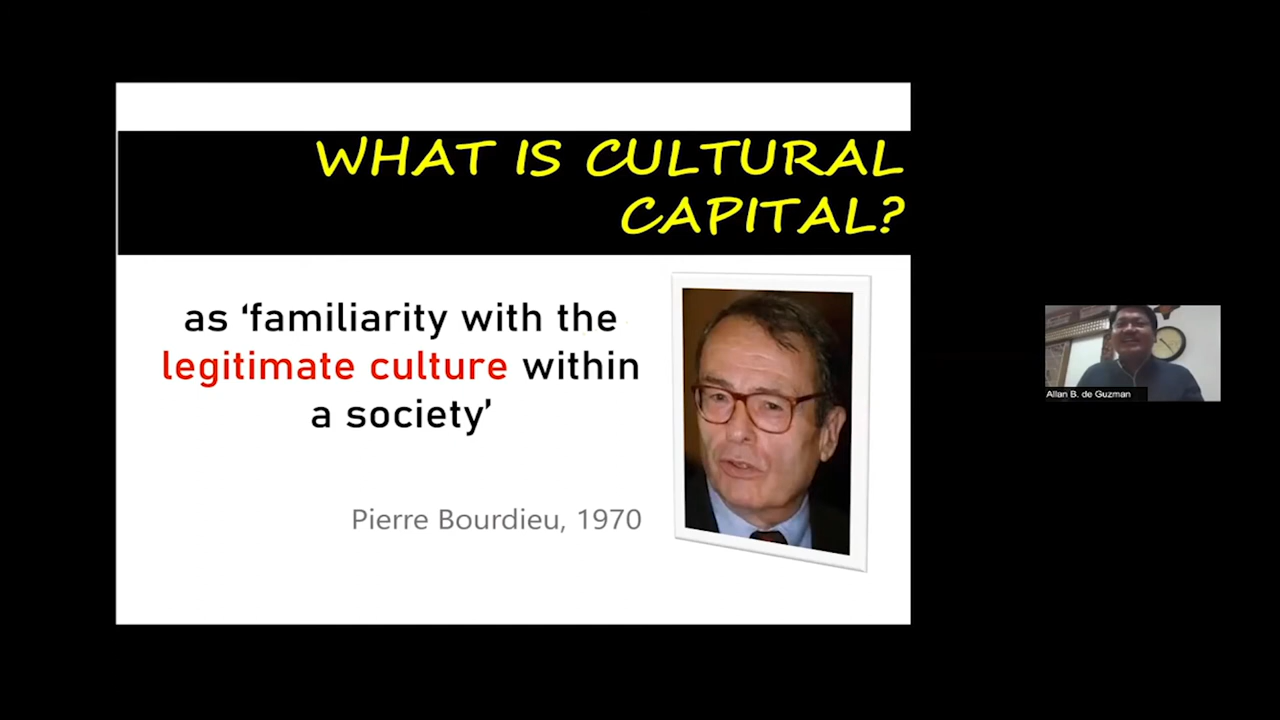 WHAT IS CULTURAL
CAPITAL?
as ‘familiarity with the
legitimate culture within
a society’
Pierre Bourdieu, 1970
Allan B. de Guzman